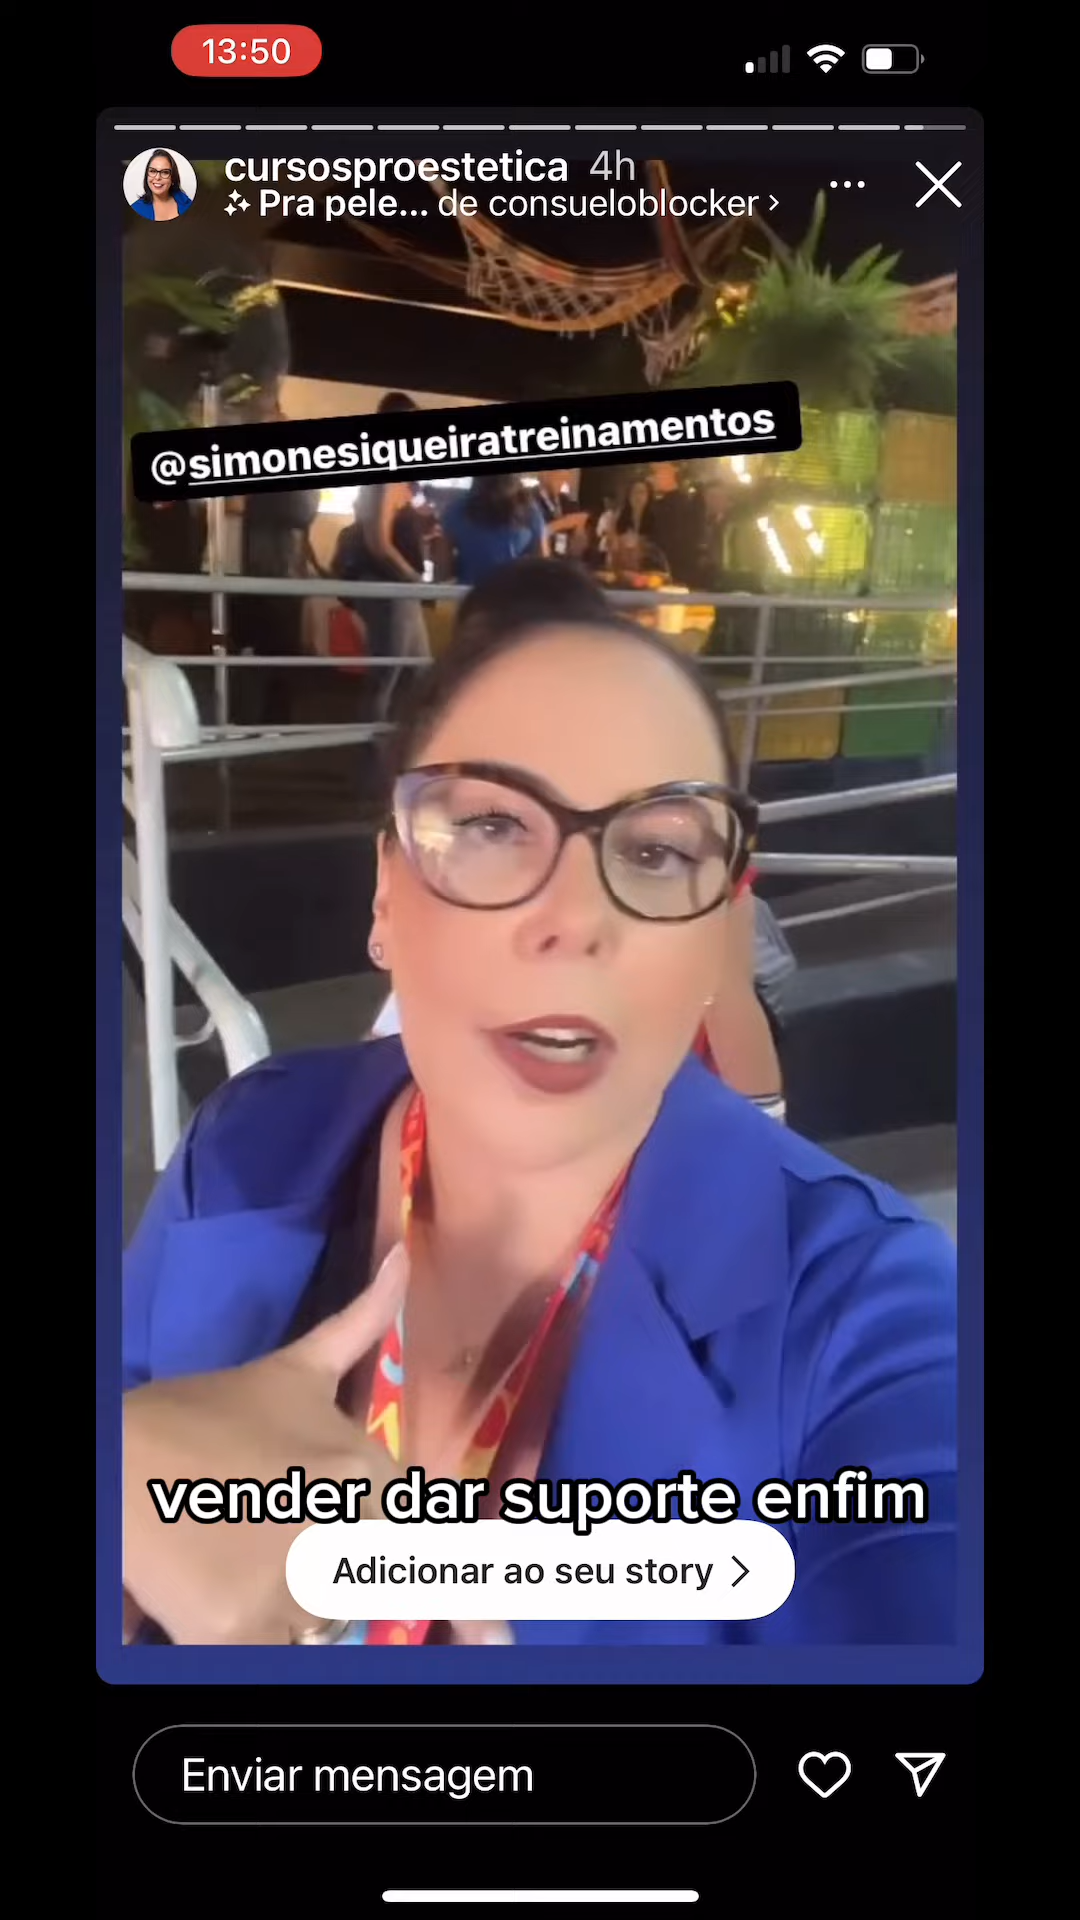 13:50
cursosproestetica 4h
Pra pele... de consueloblocker >
@simonesiqueiratreinamentos
vender dar suporte enfim
Adicionar ao seu story >
Enviar mensagem